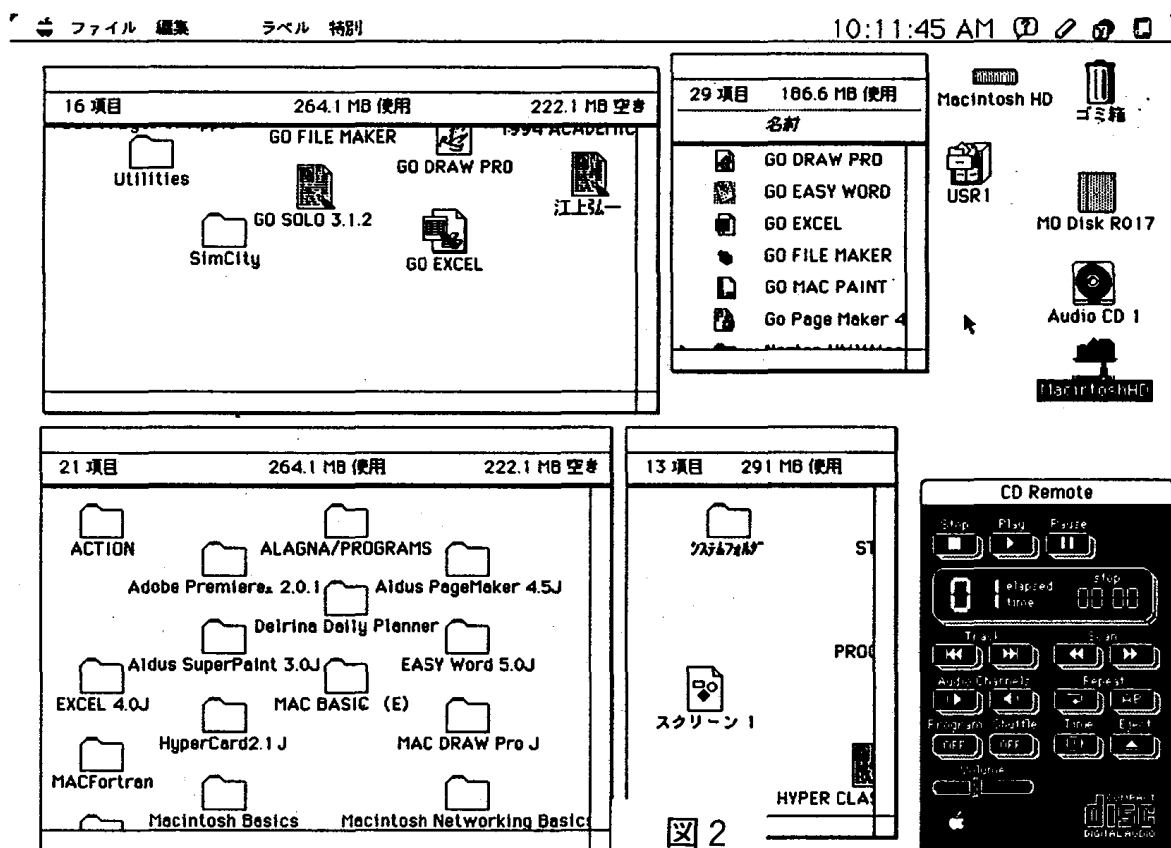 ファイル 編集 ラベル 特別 10:11:45 AM
16 項目 264.1 MB 使用 222.1 MB 空き
GO FILE MAKER
1994 ACADEMIC
Utilities
GO DRAW PRO
GO SOLO 3.1.2
江上弘一
SimCity
GO EXCEL
29 項目 186.6 MB 使用
名前
GO DRAW PRO
GO EASY WORD
GO EXCEL
GO FILE MAKER
GO MAC PAINT
Go Page Maker 4
Macintosh HD
ゴミ箱
USR1
MO Disk R017
Audio CD 1
MacintoshHD
21 項目 264.1 MB 使用 222.1 MB 空き
ACTION
ALAGNA/PROGRAMS
Adobe Premiere 2.0.1
Aldus PageMaker 4.5J
Delrina Daily Planner
Aldus SuperPaint 3.0J
EASY Word 5.0J
EXCEL 4.0J
MAC BASIC (E)
HyperCard2.1 J
MAC DRAW Pro J
MACFortran
Macintosh Basics
Macintosh Networking Basic
13 項目 291 MB 使用
システムフォルダ
ST
PROG
スクリーン 1
HYPER CLAS
図2
CD Remote
Stop Play Pause
01 elapsed time stop 00 00
Track Scan
Audio Channels Repeat
Program Shuffle Time Eject
OFF OFF
Volume
COMPACT
disc
DIGITAL AUDIO